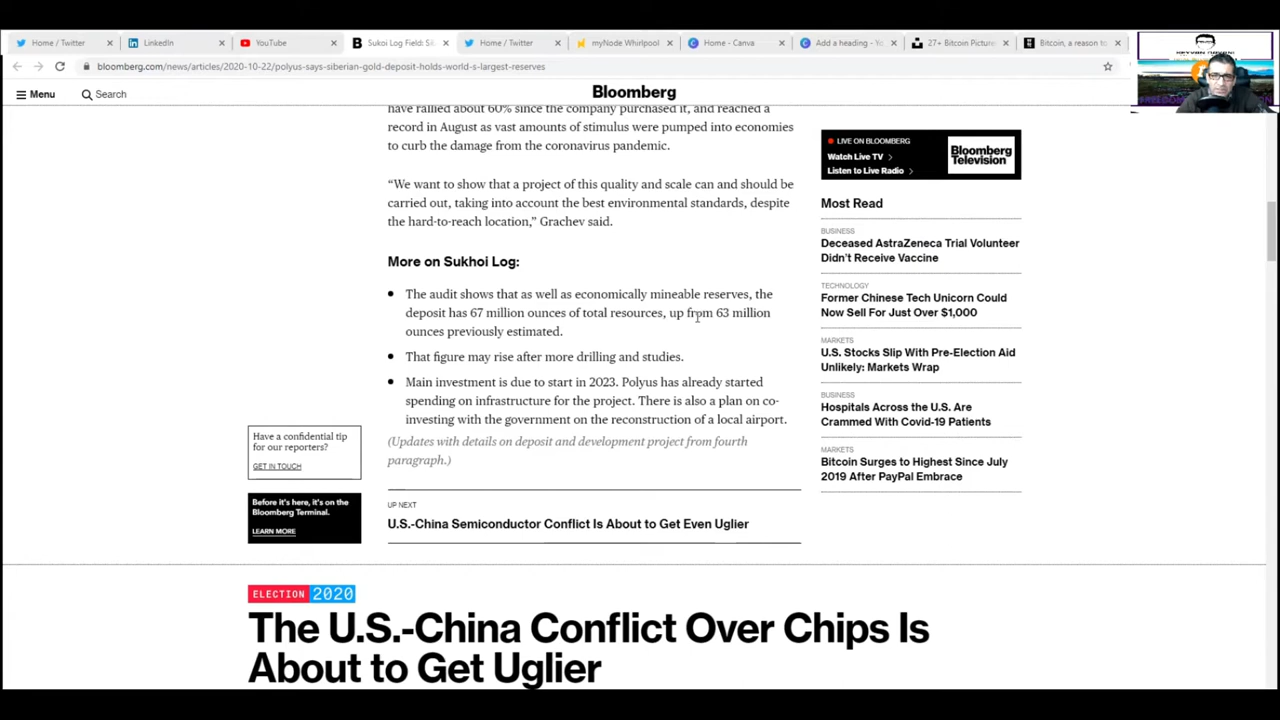 Home / Twitter
LinkedIn
YouTube
Sukoi Log Field: Si
Home / Twitter
myNode Whirlpool
Home - Canva
Add a heading - Yo
27+ Bitcoin Picture
Bitcoin, a reason to
bloomberg.com/news/articles/2020-10-22/polyus-says-siberian-gold-deposit-holds-world-s-largest-reserves
Menu
Search
Bloomberg
have rallied about 60% since the company purchased it, and reached a
record in August as vast amounts of stimulus were pumped into economies
to curb the damage from the coronavirus pandemic.
“We want to show that a project of this quality and scale can and should be
carried out, taking into account the best environmental standards, despite
the hard-to-reach location,” Grachev said.
More on Sukhoi Log:
The audit shows that as well as economically mineable reserves, the
deposit has 67 million ounces of total resources, up from 63 million
ounces previously estimated.
That figure may rise after more drilling and studies.
Main investment is due to start in 2023. Polyus has already started
spending on infrastructure for the project. There is also a plan on co-
investing with the government on the reconstruction of a local airport.
(Updates with details on deposit and development project from fourth
paragraph.)
Have a confidential tip
for our reporters?
GET IN TOUCH
Before it's here, it's on the
Bloomberg Terminal.
LEARN MORE
UP NEXT
U.S.-China Semiconductor Conflict Is About to Get Even Uglier
LIVE ON BLOOMBERG
Watch Live TV
Listen to Live Radio
Bloomberg
Television
Most Read
BUSINESS
Deceased AstraZeneca Trial Volunteer
Didn't Receive Vaccine
TECHNOLOGY
Former Chinese Tech Unicorn Could
Now Sell For Just Over $1,000
MARKETS
U.S. Stocks Slip With Pre-Election Aid
Unlikely: Markets Wrap
BUSINESS
Hospitals Across the U.S. Are
Crammed With Covid-19 Patients
MARKETS
Bitcoin Surges to Highest Since July
2019 After PayPal Embrace
ELECTION 2020
The U.S.-China Conflict Over Chips Is
About to Get Uglier